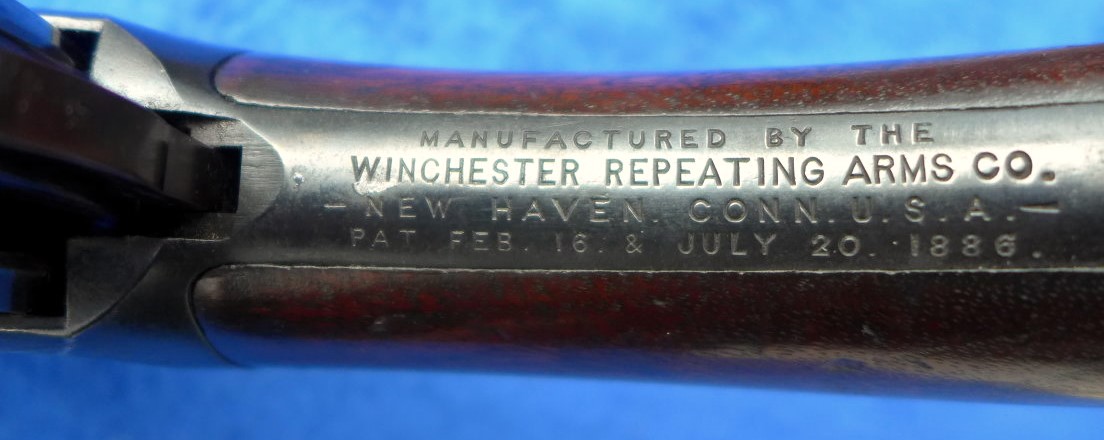 MANUFACTURED BY THE
WINCHESTER REPEATING ARMS CO.
-NEW HAVEN. CONN. U. S. A.-
PAT FEB. 16. & JULY 20. 1886.